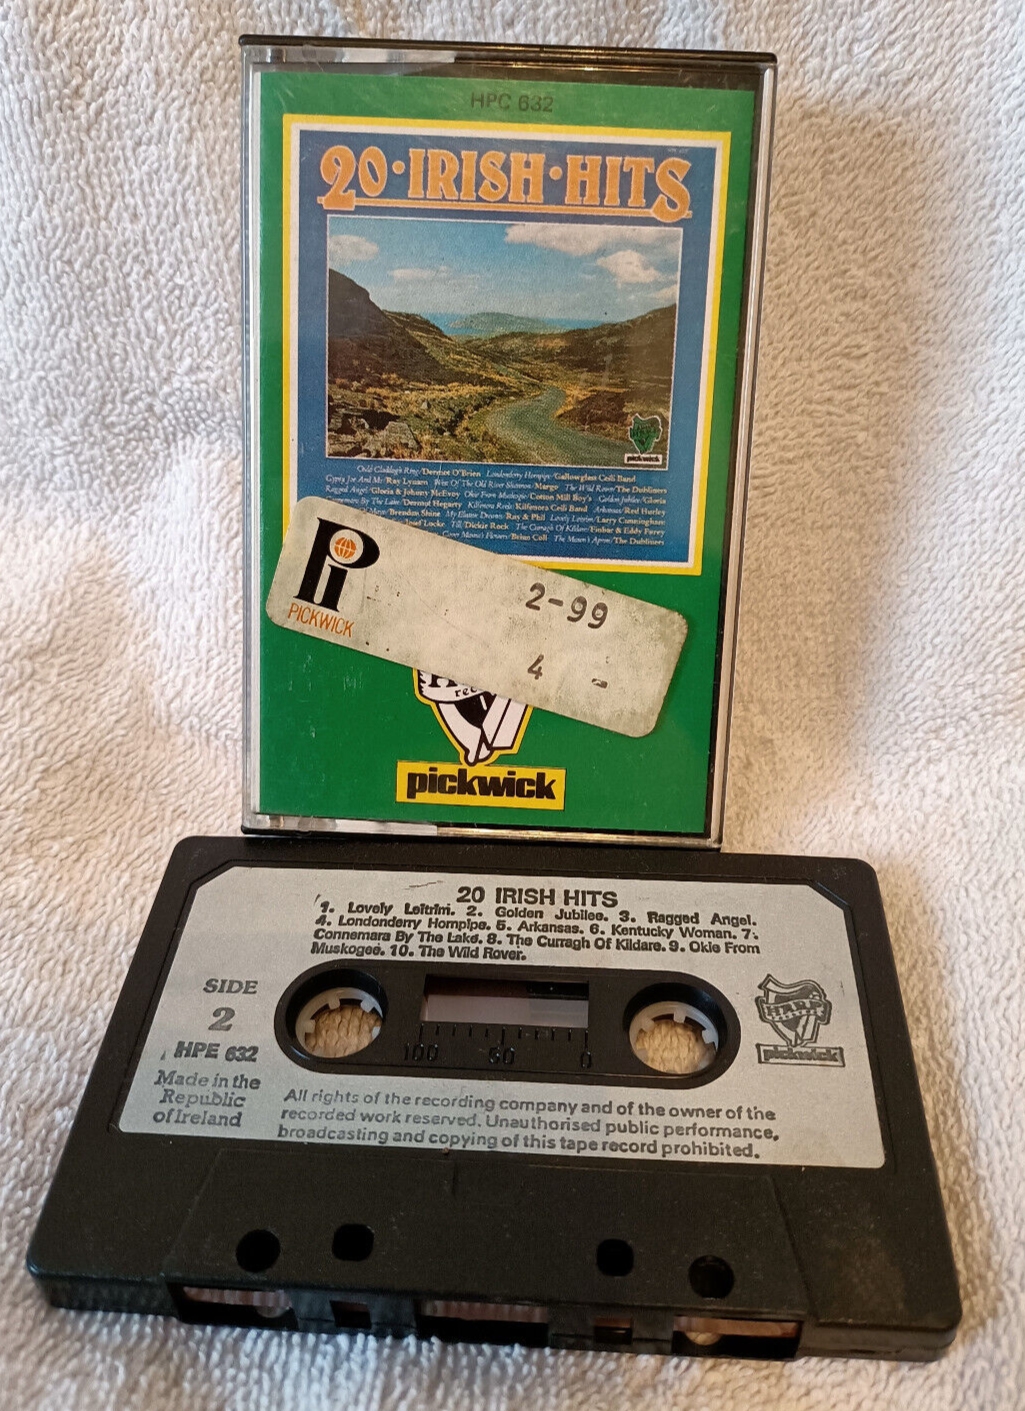 HPC 632
20·IRISH·HITS
HARP
pickwick
Ould Claddagh Ring/Dermot O'Brien Londonderry Hornpipe/Gallowglass Ceili Band
Gypsy Joe And Me/Ray Lynam West Of The Old River Shannon/Margo The Wild Rover/The Dubliners
Ragged Angel/Gloria & Johnny McEvoy Okie From Muskogie/Cotton Mill Boy's Golden Jubilee/Gloria
Connemara By The Lake/Dermot Hegarty Kilfenora Reels/Kilfenora Ceili Band Arkansas/Red Hurley
Of Mayo/Brendan Shine My Elusive Dreams/Ray & Phil Lovely Leitrim/Larry Cunningham
Josef Locke Till/Dickie Rock The Curragh Of Kildare/Finbar & Eddy Furey
Mama's Flowers/Brian Coll The Mason's Apron/The Dubliners
Pi
PICKWICK
2-99
4 -
pickwick
20 IRISH HITS
1. Lovely Leitrim. 2. Golden Jubilee. 3. Ragged Angel.
4. Londonderry Hornpipe. 5. Arkansas. 6. Kentucky Woman. 7.
Connemara By The Lake. 8. The Curragh Of Kildare. 9. Okie From
Muskogee. 10. The Wild Rover.
SIDE
2
HPE 632
Made in the
Republic
of Ireland
100 50 0
HARP
pickwick
All rights of the recording company and of the owner of the
recorded work reserved. Unauthorised public performance,
broadcasting and copying of this tape record prohibited.